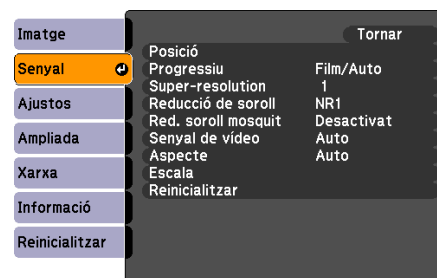 Imatge
Senyal
Ajustos
Ampliada
Xarxa
Informació
Reinicialitzar
Tornar
Posició
Progressiu Film/Auto
Super-resolution 1
Reducció de soroll NR1
Red. soroll mosquit Desactivat
Senyal de vídeo Auto
Aspecte Auto
Escala
Reinicialitzar